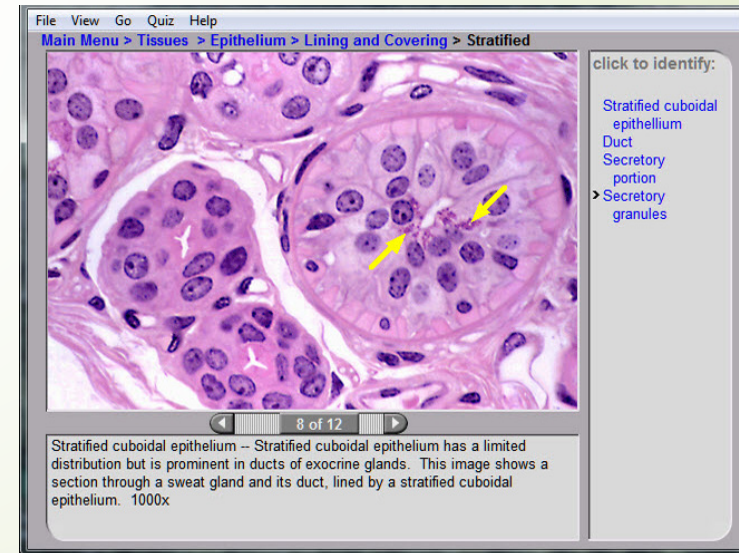 File View Go Quiz Help
Main Menu > Tissues > Epithelium > Lining and Covering > Stratified
click to identify:
Stratified cuboidal
epithellium
Duct
Secretory
portion
> Secretory
granules
8 of 12
Stratified cuboidal epithelium -- Stratified cuboidal epithelium has a limited
distribution but is prominent in ducts of exocrine glands. This image shows a
section through a sweat gland and its duct, lined by a stratified cuboidal
epithelium. 1000x